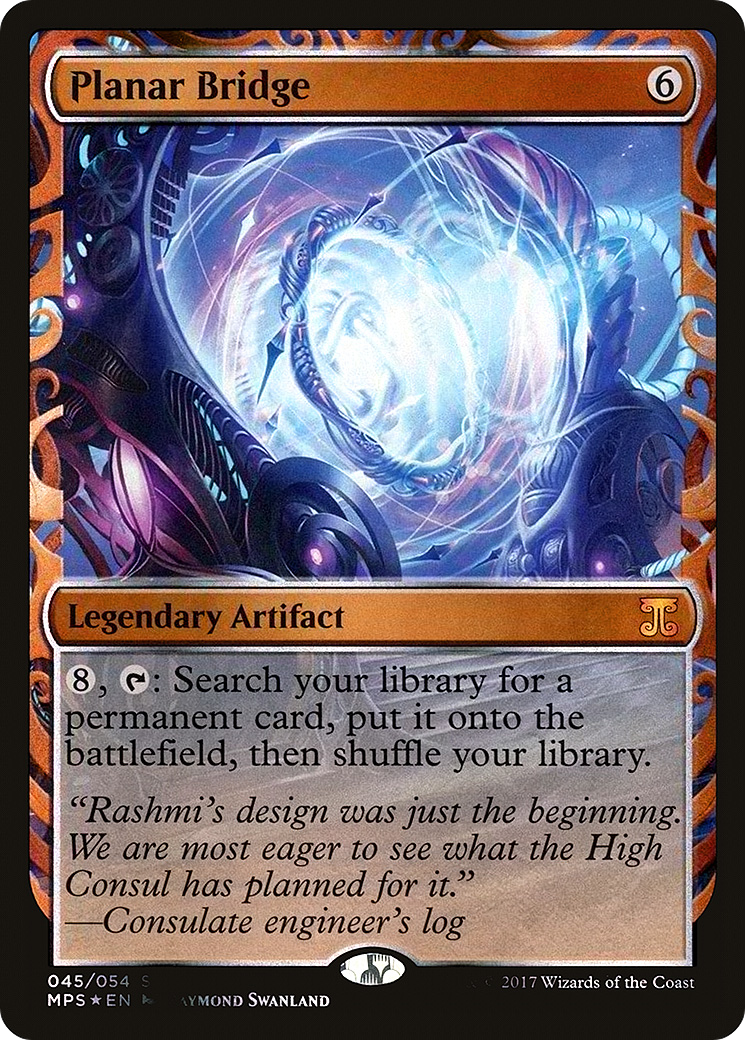 Planar Bridge
6
Legendary Artifact
8, : Search your library for a
permanent card, put it onto the
battlefield, then shuffle your library.
“Rashmi’s design was just the beginning.
We are most eager to see what the High
Consul has planned for it.”
—Consulate engineer’s log
045/054 S
MPS★EN AYMOND SWANLAND
2017 Wizards of the Coast